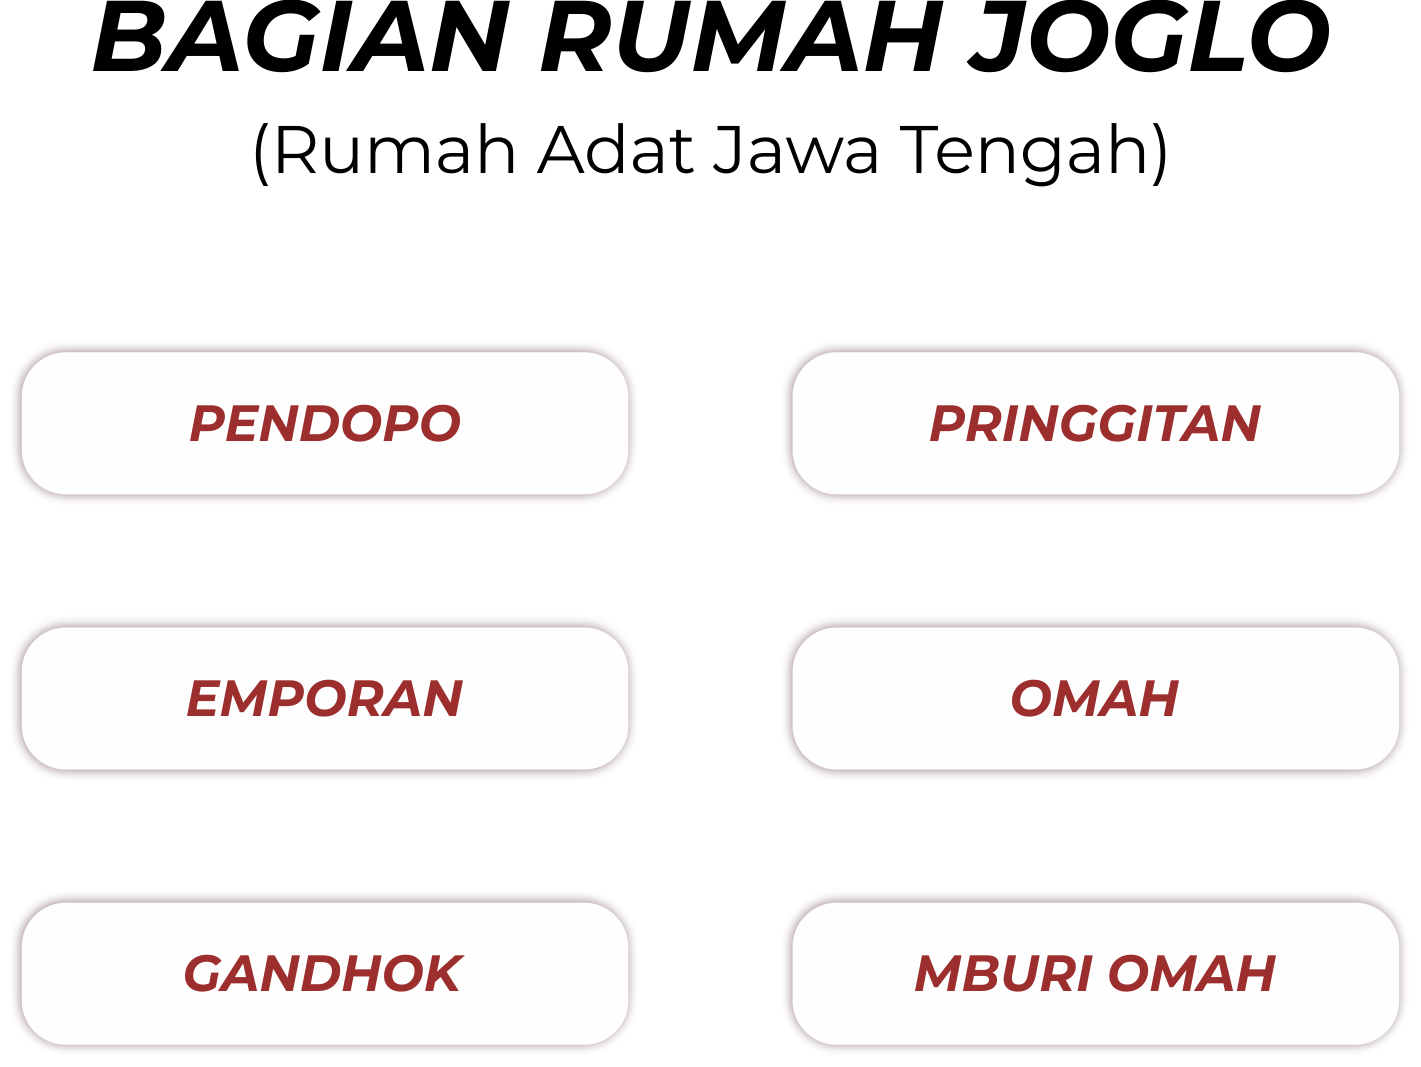 BAGIAN RUMAH JOGLO
(Rumah Adat Jawa Tengah)
PENDOPO
PRINGGITAN
EMPORAN
OMAH
GANDHOK
MBURI OMAH